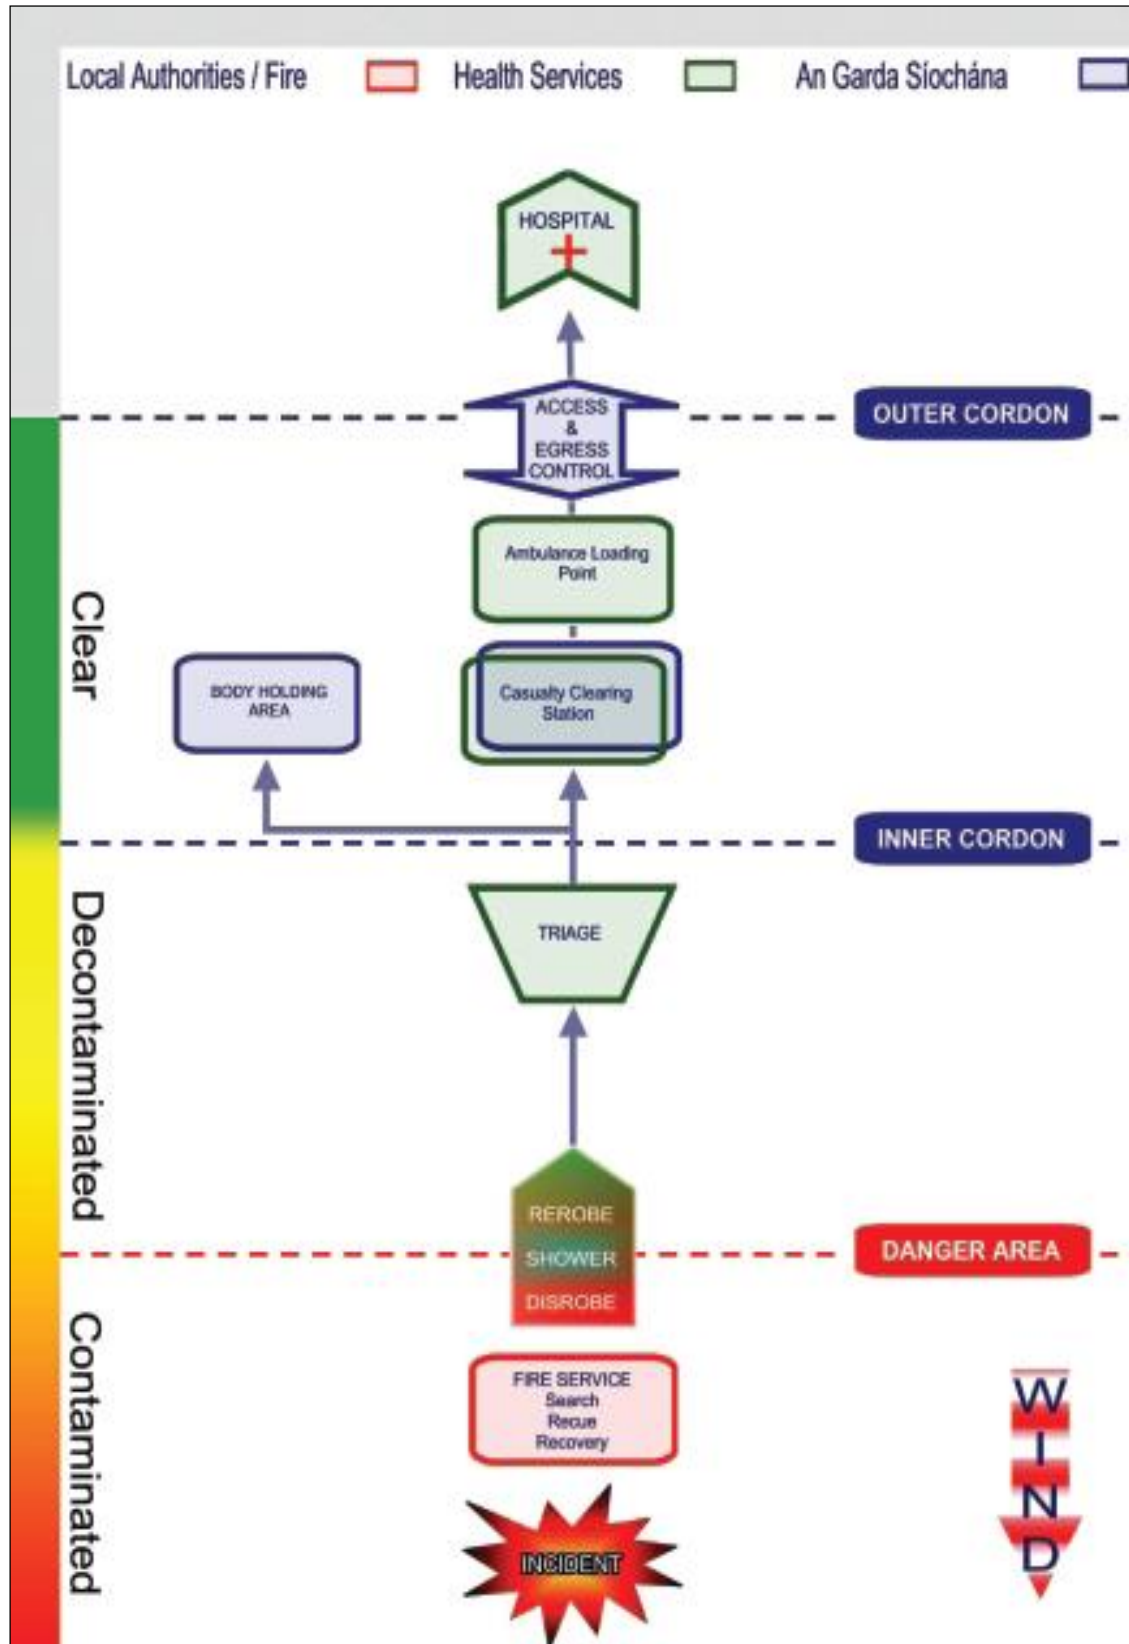 Local Authorities / Fire
Health Services
An Garda Síochána
HOSPITAL
ACCESS
&
EGRESS
CONTROL
OUTER CORDON
Ambulance Loading
Point
Clear
BODY HOLDING
AREA
Casualty Clearing
Station
INNER CORDON
Decontaminated
TRIAGE
REROBE
SHOWER
DISROBE
DANGER AREA
Contaminated
FIRE SERVICE
Search
Recue
Recovery
INCIDENT
WIND